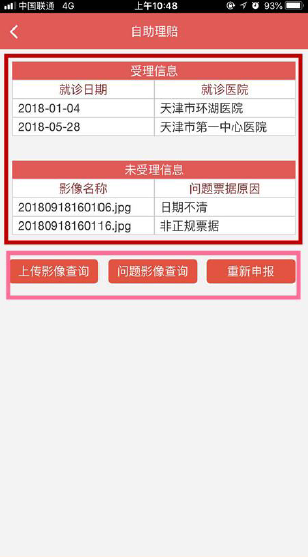 中国联通 4G 上午10:48 93%
自助理赔
受理信息
就诊日期 就诊医院
2018-01-04 天津市环湖医院
2018-05-28 天津市第一中心医院
未受理信息
影像名称 问题票据原因
20180918160106.jpg 日期不清
20180918160116.jpg 非正规票据
上传影像查询 问题影像查询 重新申报